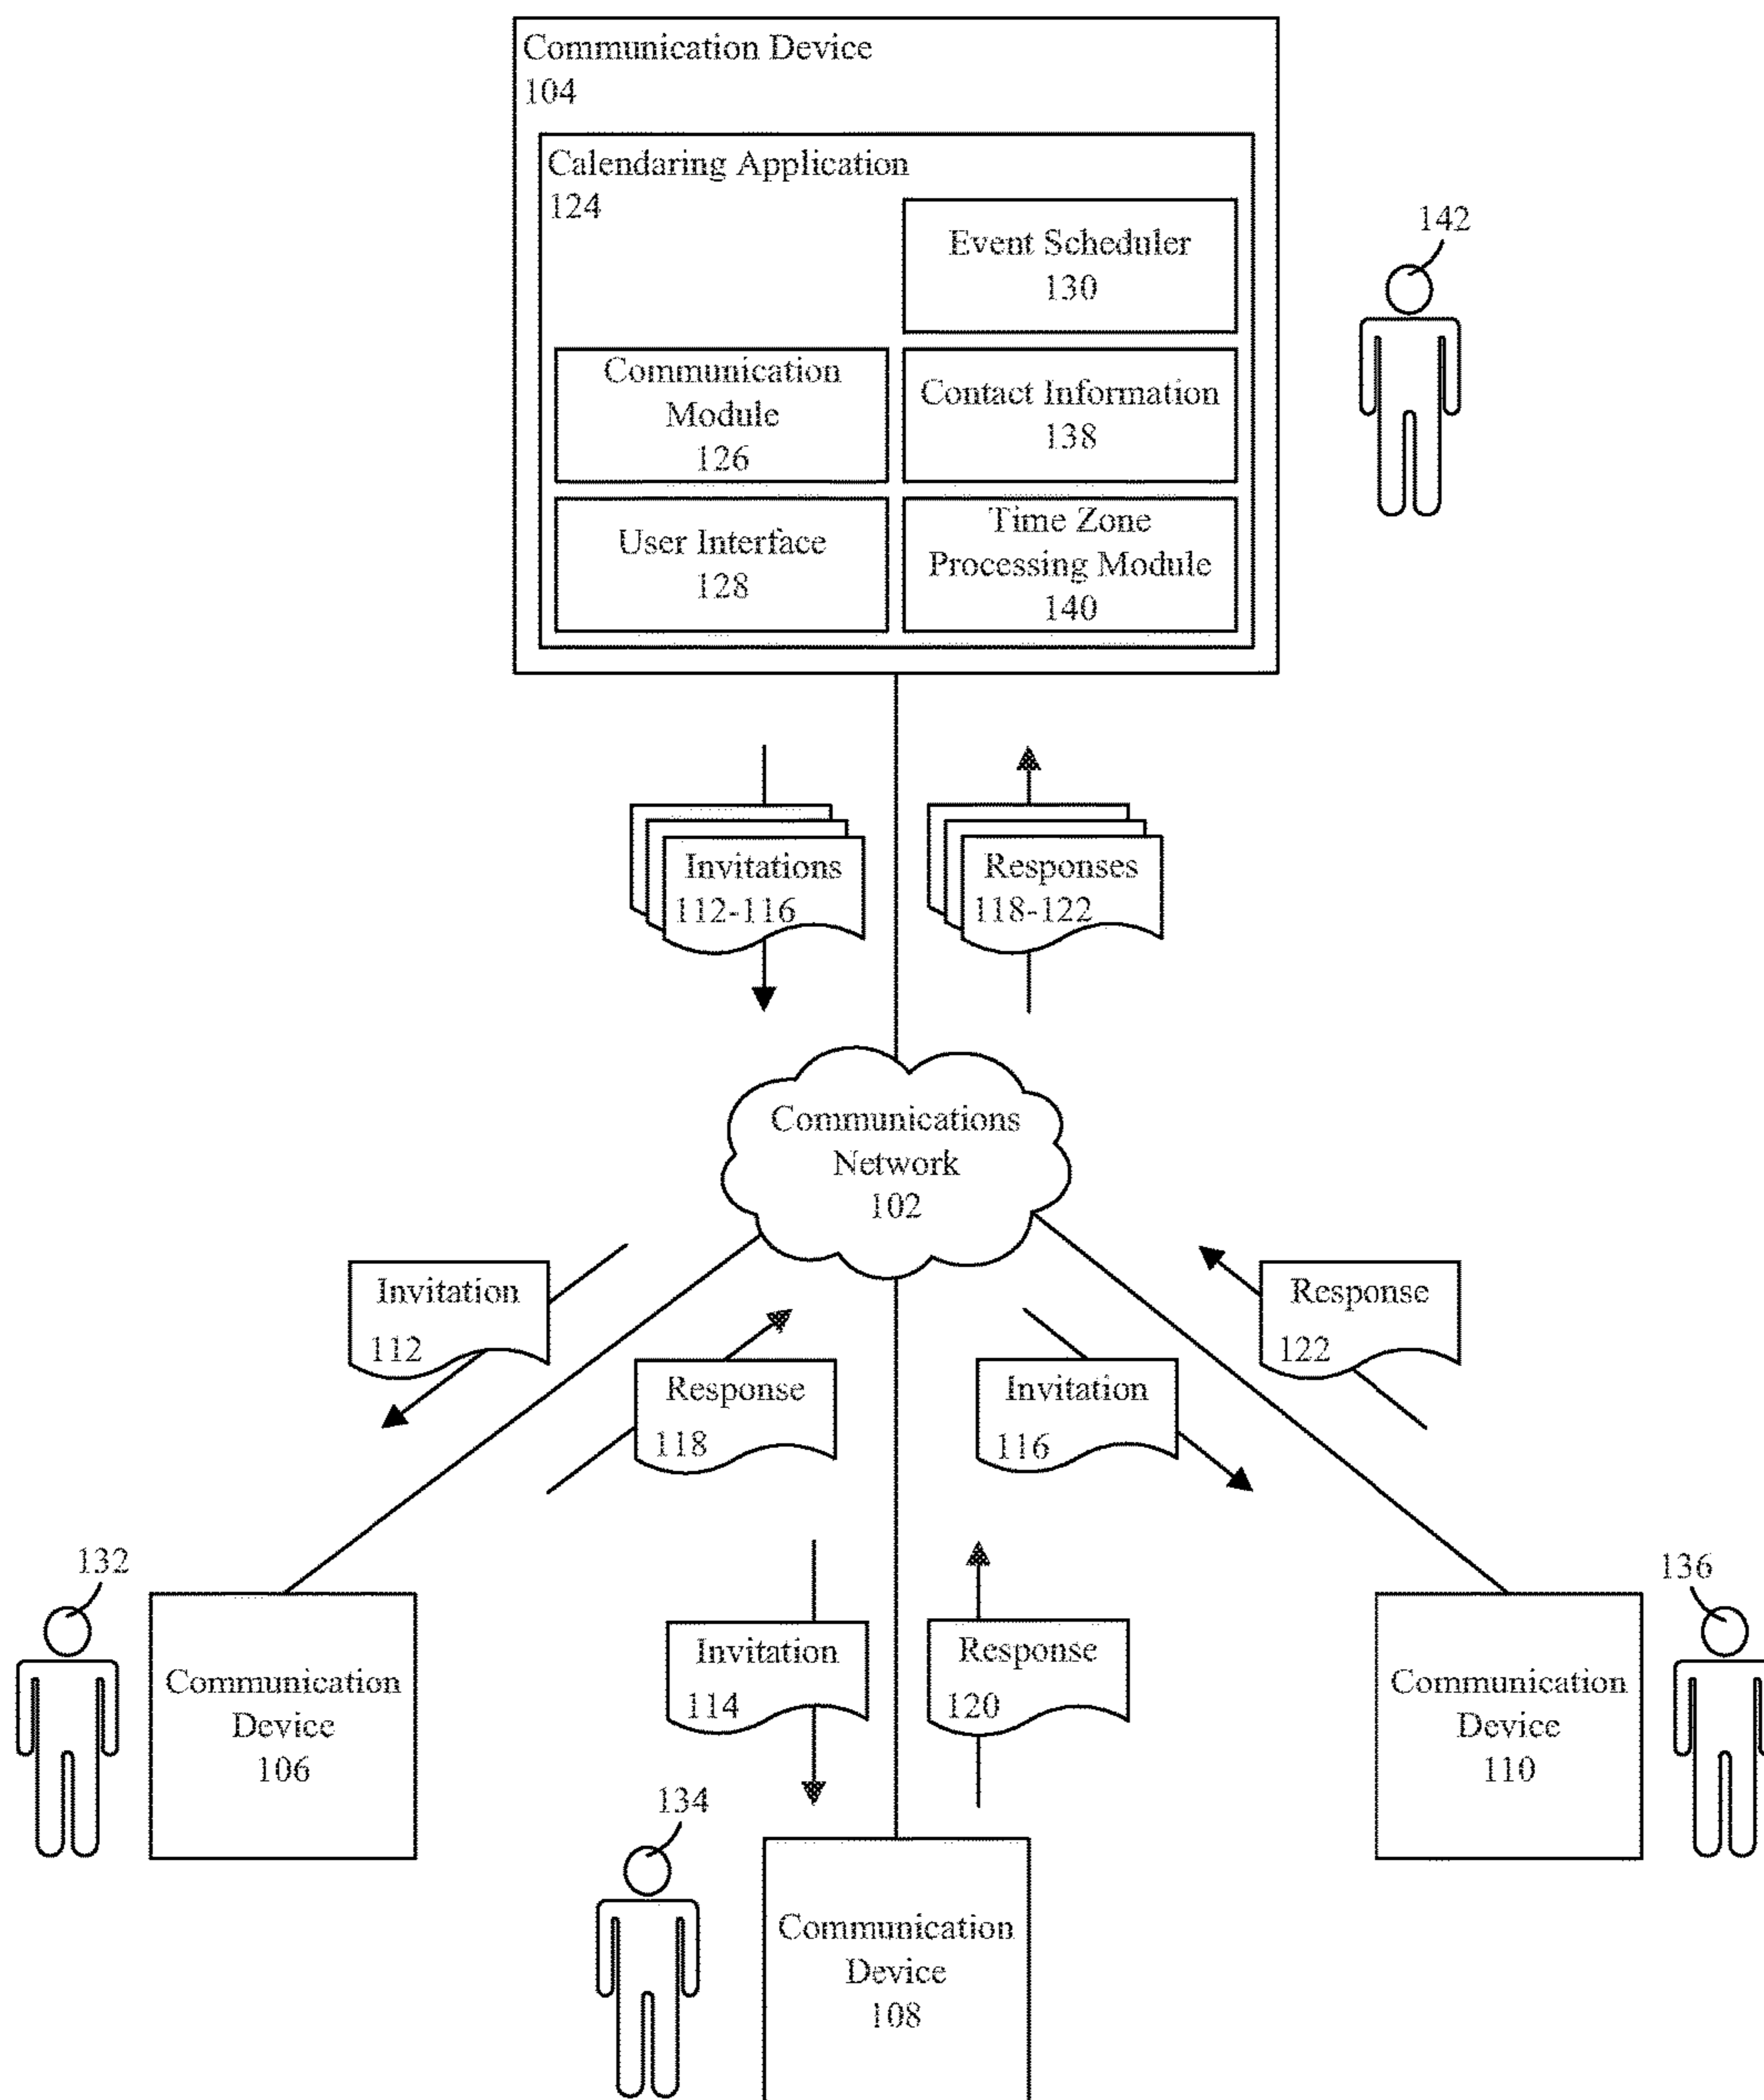 Communication Device
104
Calendaring Application
124
Event Scheduler
130
142
Communication
Module
126
Contact Information
138
User Interface
128
Time Zone
Processing Module
140
Invitations
112-116
Responses
118-122
Communications
Network
102
Invitation
112
Response
122
Response
118
Invitation
116
132
136
Invitation
114
Response
120
Communication
Device
106
Communication
Device
110
134
Communication
Device
108